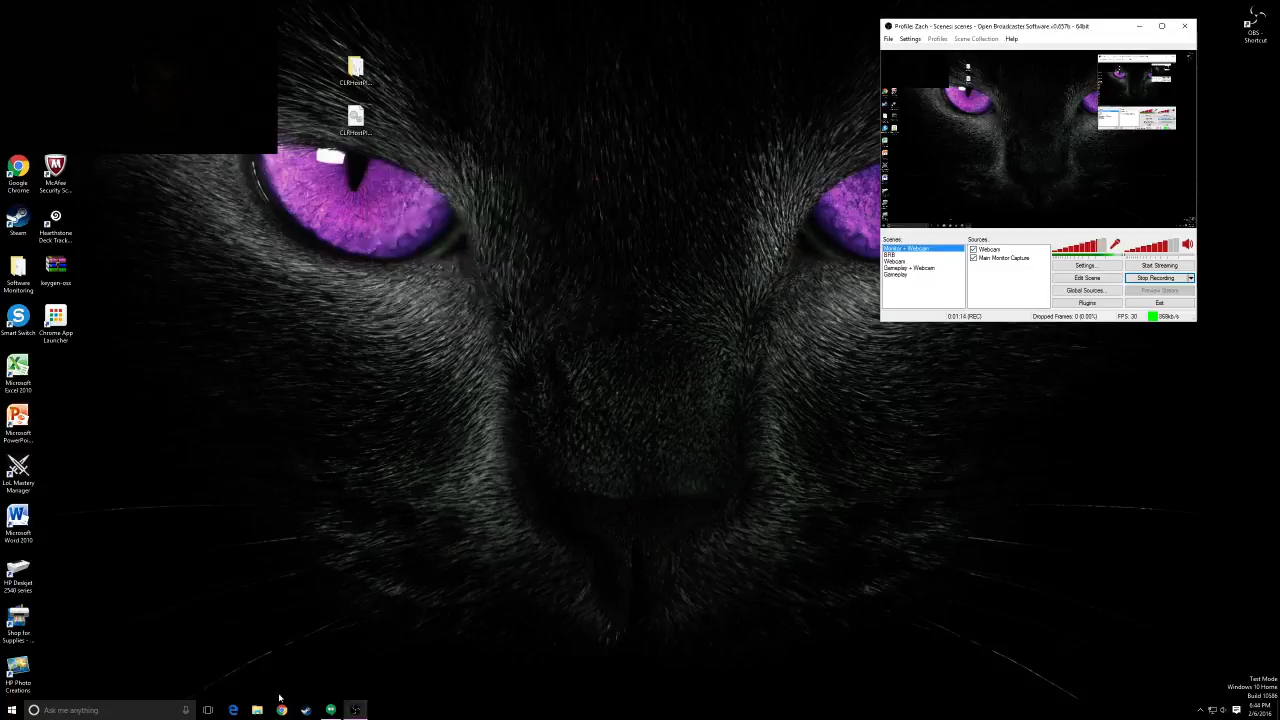 Profile: Zach - Scenes: scenes - Open Broadcaster Software v0.657b - 64bit
File Settings Profiles Scene Collection Help
Scenes:
Monitor + Webcam
BRB
Webcam
Gameplay + Webcam
Gameplay
Sources:
Webcam
Main Monitor Capture
Settings...
Start Streaming
Edit Scene
Stop Recording
Global Sources...
Preview Stream
Plugins
Exit
0:01:14 (REC)
Dropped Frames: 0 (0.00%)
FPS: 30
OBS -
Shortcut
CLRHostPl...
CLRHostPl...
Google
Chrome
McAfee
Security Sc...
Steam
Hearthstone
Deck Track...
Software
Monitoring
keygen-osx
Smart Switch
Chrome App
Launcher
Microsoft
Excel 2010
Microsoft
PowerPoi...
LoL Mastery
Manager
Microsoft
Word 2010
HP Deskjet
2540 series
Shop for
Supplies - ...
HP Photo
Creations
Test Mode
Windows 10 Home
Build 10586
Ask me anything
6:44 PM
2/6/2016